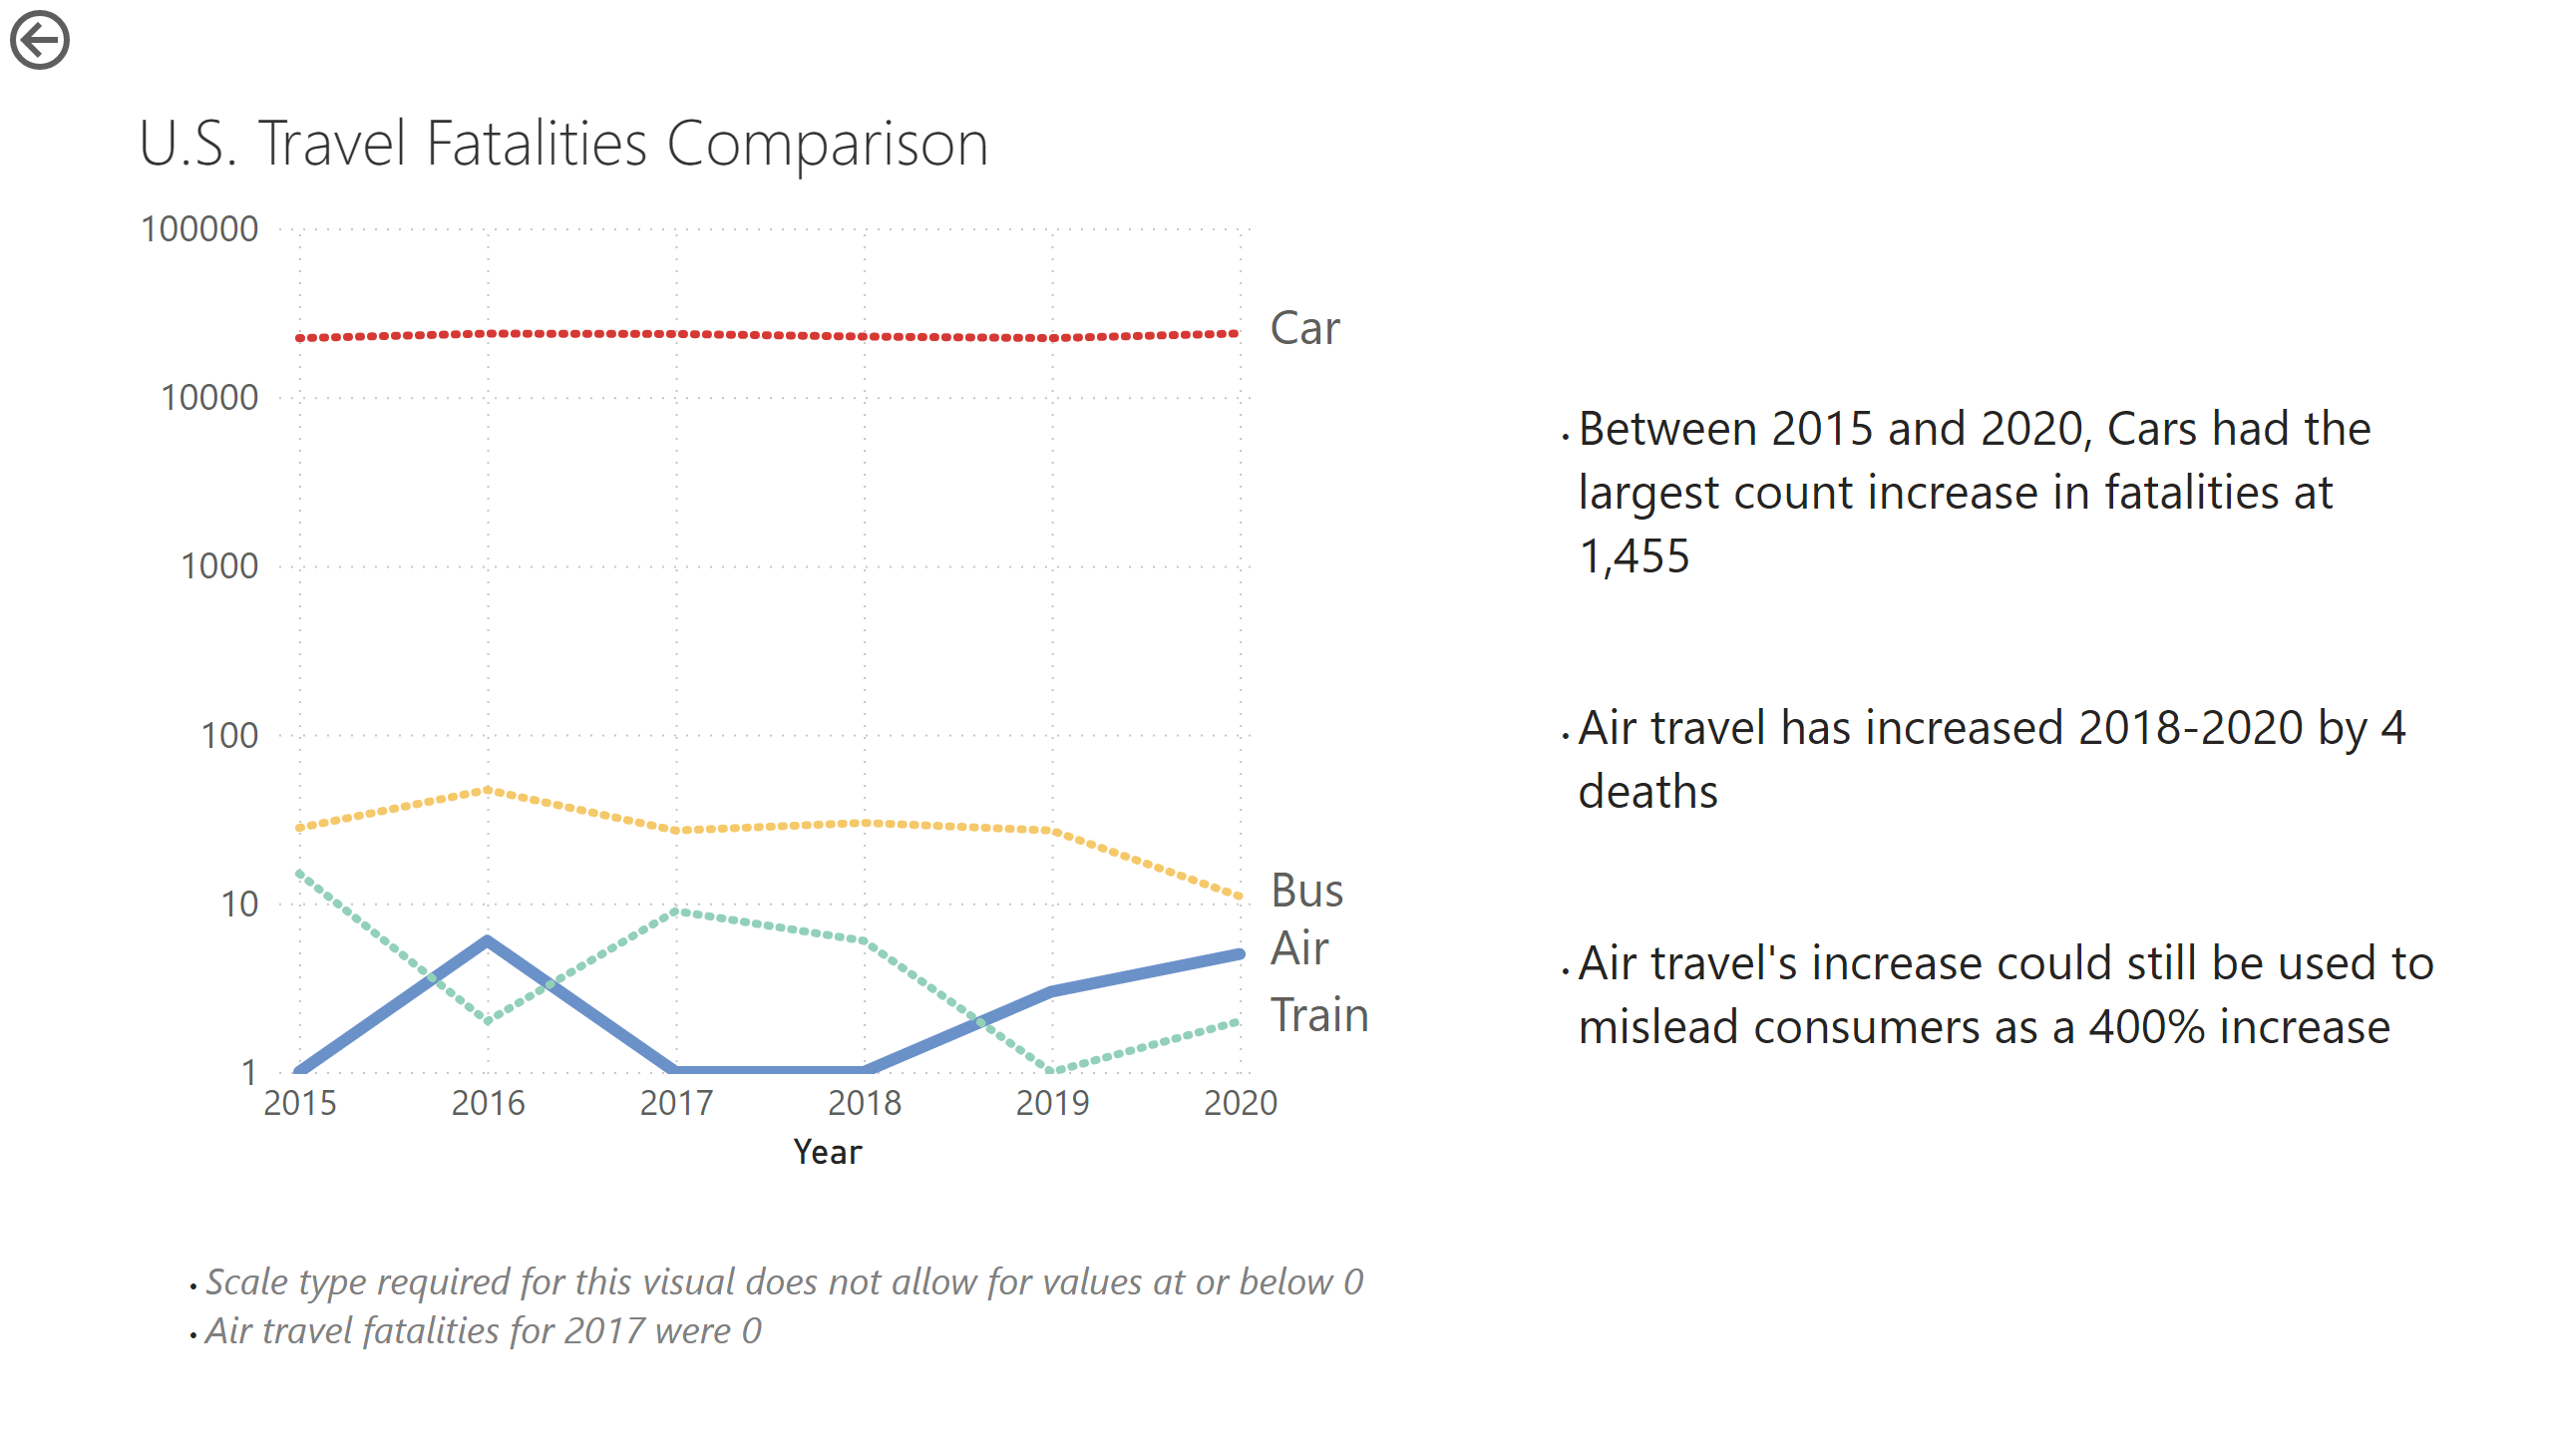 U.S. Travel Fatalities Comparison
100000
10000
1000
100
10
1
Car
Bus
Air
Train
2015 2016 2017 2018 2019 2020
Year
• Between 2015 and 2020, Cars had the
largest count increase in fatalities at
1,455
• Air travel has increased 2018-2020 by 4
deaths
• Air travel's increase could still be used to
mislead consumers as a 400% increase
• Scale type required for this visual does not allow for values at or below 0
• Air travel fatalities for 2017 were 0